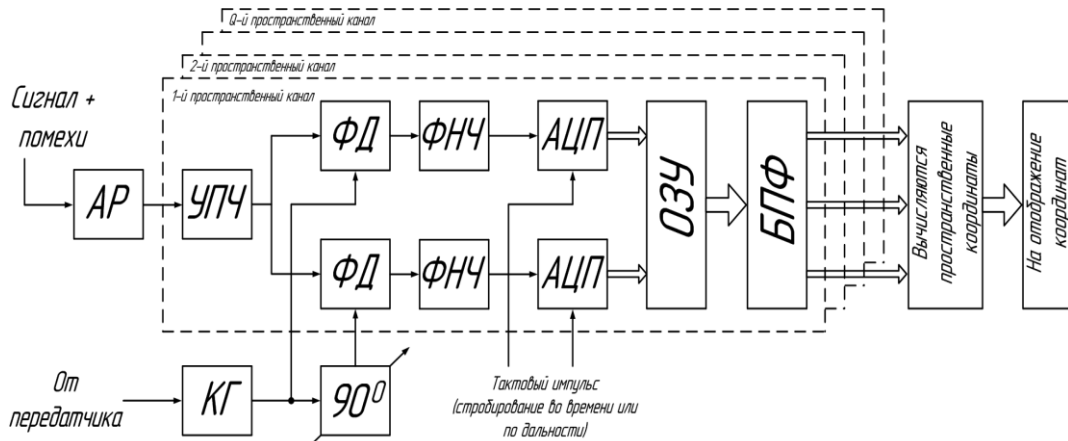 Q-й пространственный канал
2-й пространственный канал
1-й пространственный канал
Сигнал +
помехи
АР
УПЧ
ФД
ФНЧ
АЦП
ФД
ФНЧ
АЦП
ОЗУ
БПФ
Вычисляются
пространственные
координаты
На отображение
координат
От
передатчика
КГ
90⁰
Тактовый импульс
(стробирование во времени или
по дальности)